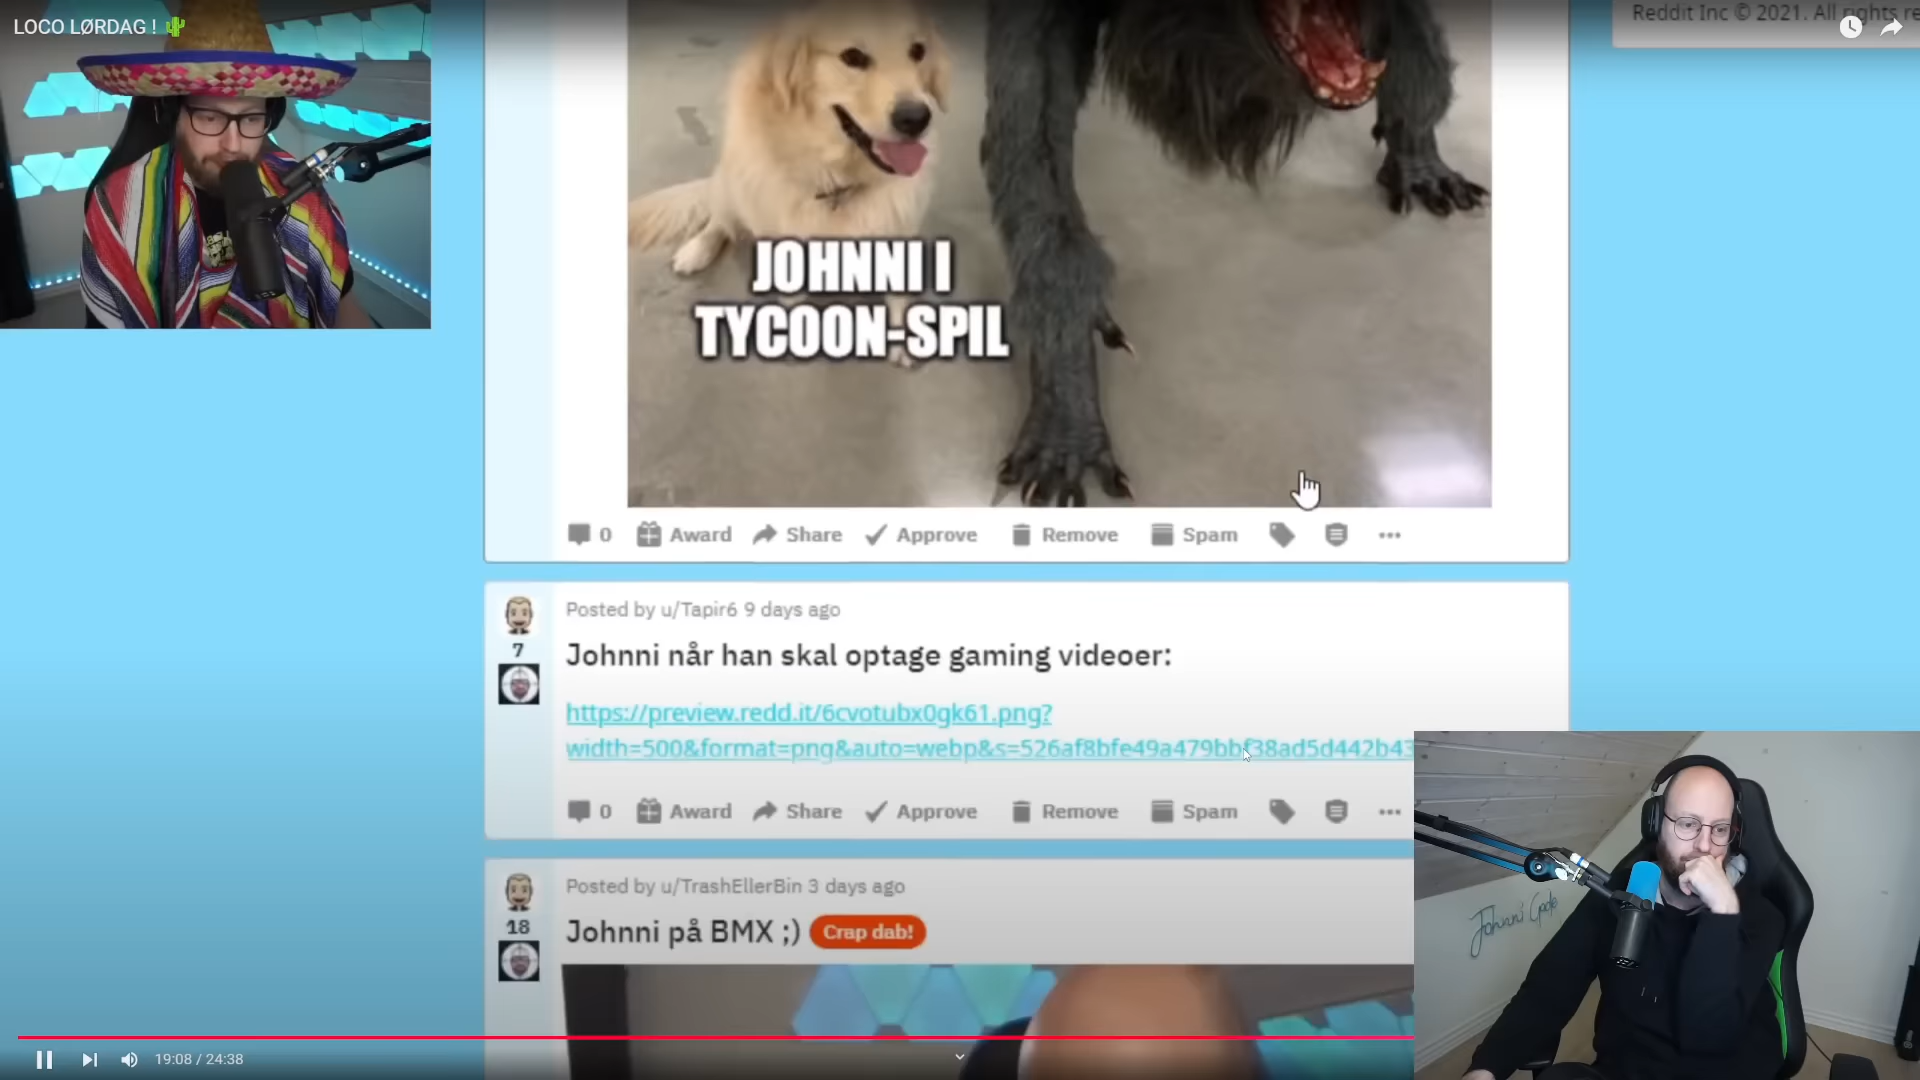 LOCO LØRDAG ! 🌵
Reddit Inc © 2021. All rights re
JOHNNI I
TYCOON-SPIL
0 Award Share Approve Remove Spam
Posted by u/Tapir6 9 days ago
7
Johnni når han skal optage gaming videoer:
https://preview.redd.it/6cvotubx0gk61.png?
width=500&format=png&auto=webp&s=526af8bfe49a479bbf38ad5d442b43
0 Award Share Approve Remove Spam
Posted by u/TrashEllerBin 3 days ago
18
Johnni på BMX ;) Crap dab!
Johnni Gade
19:08 / 24:38